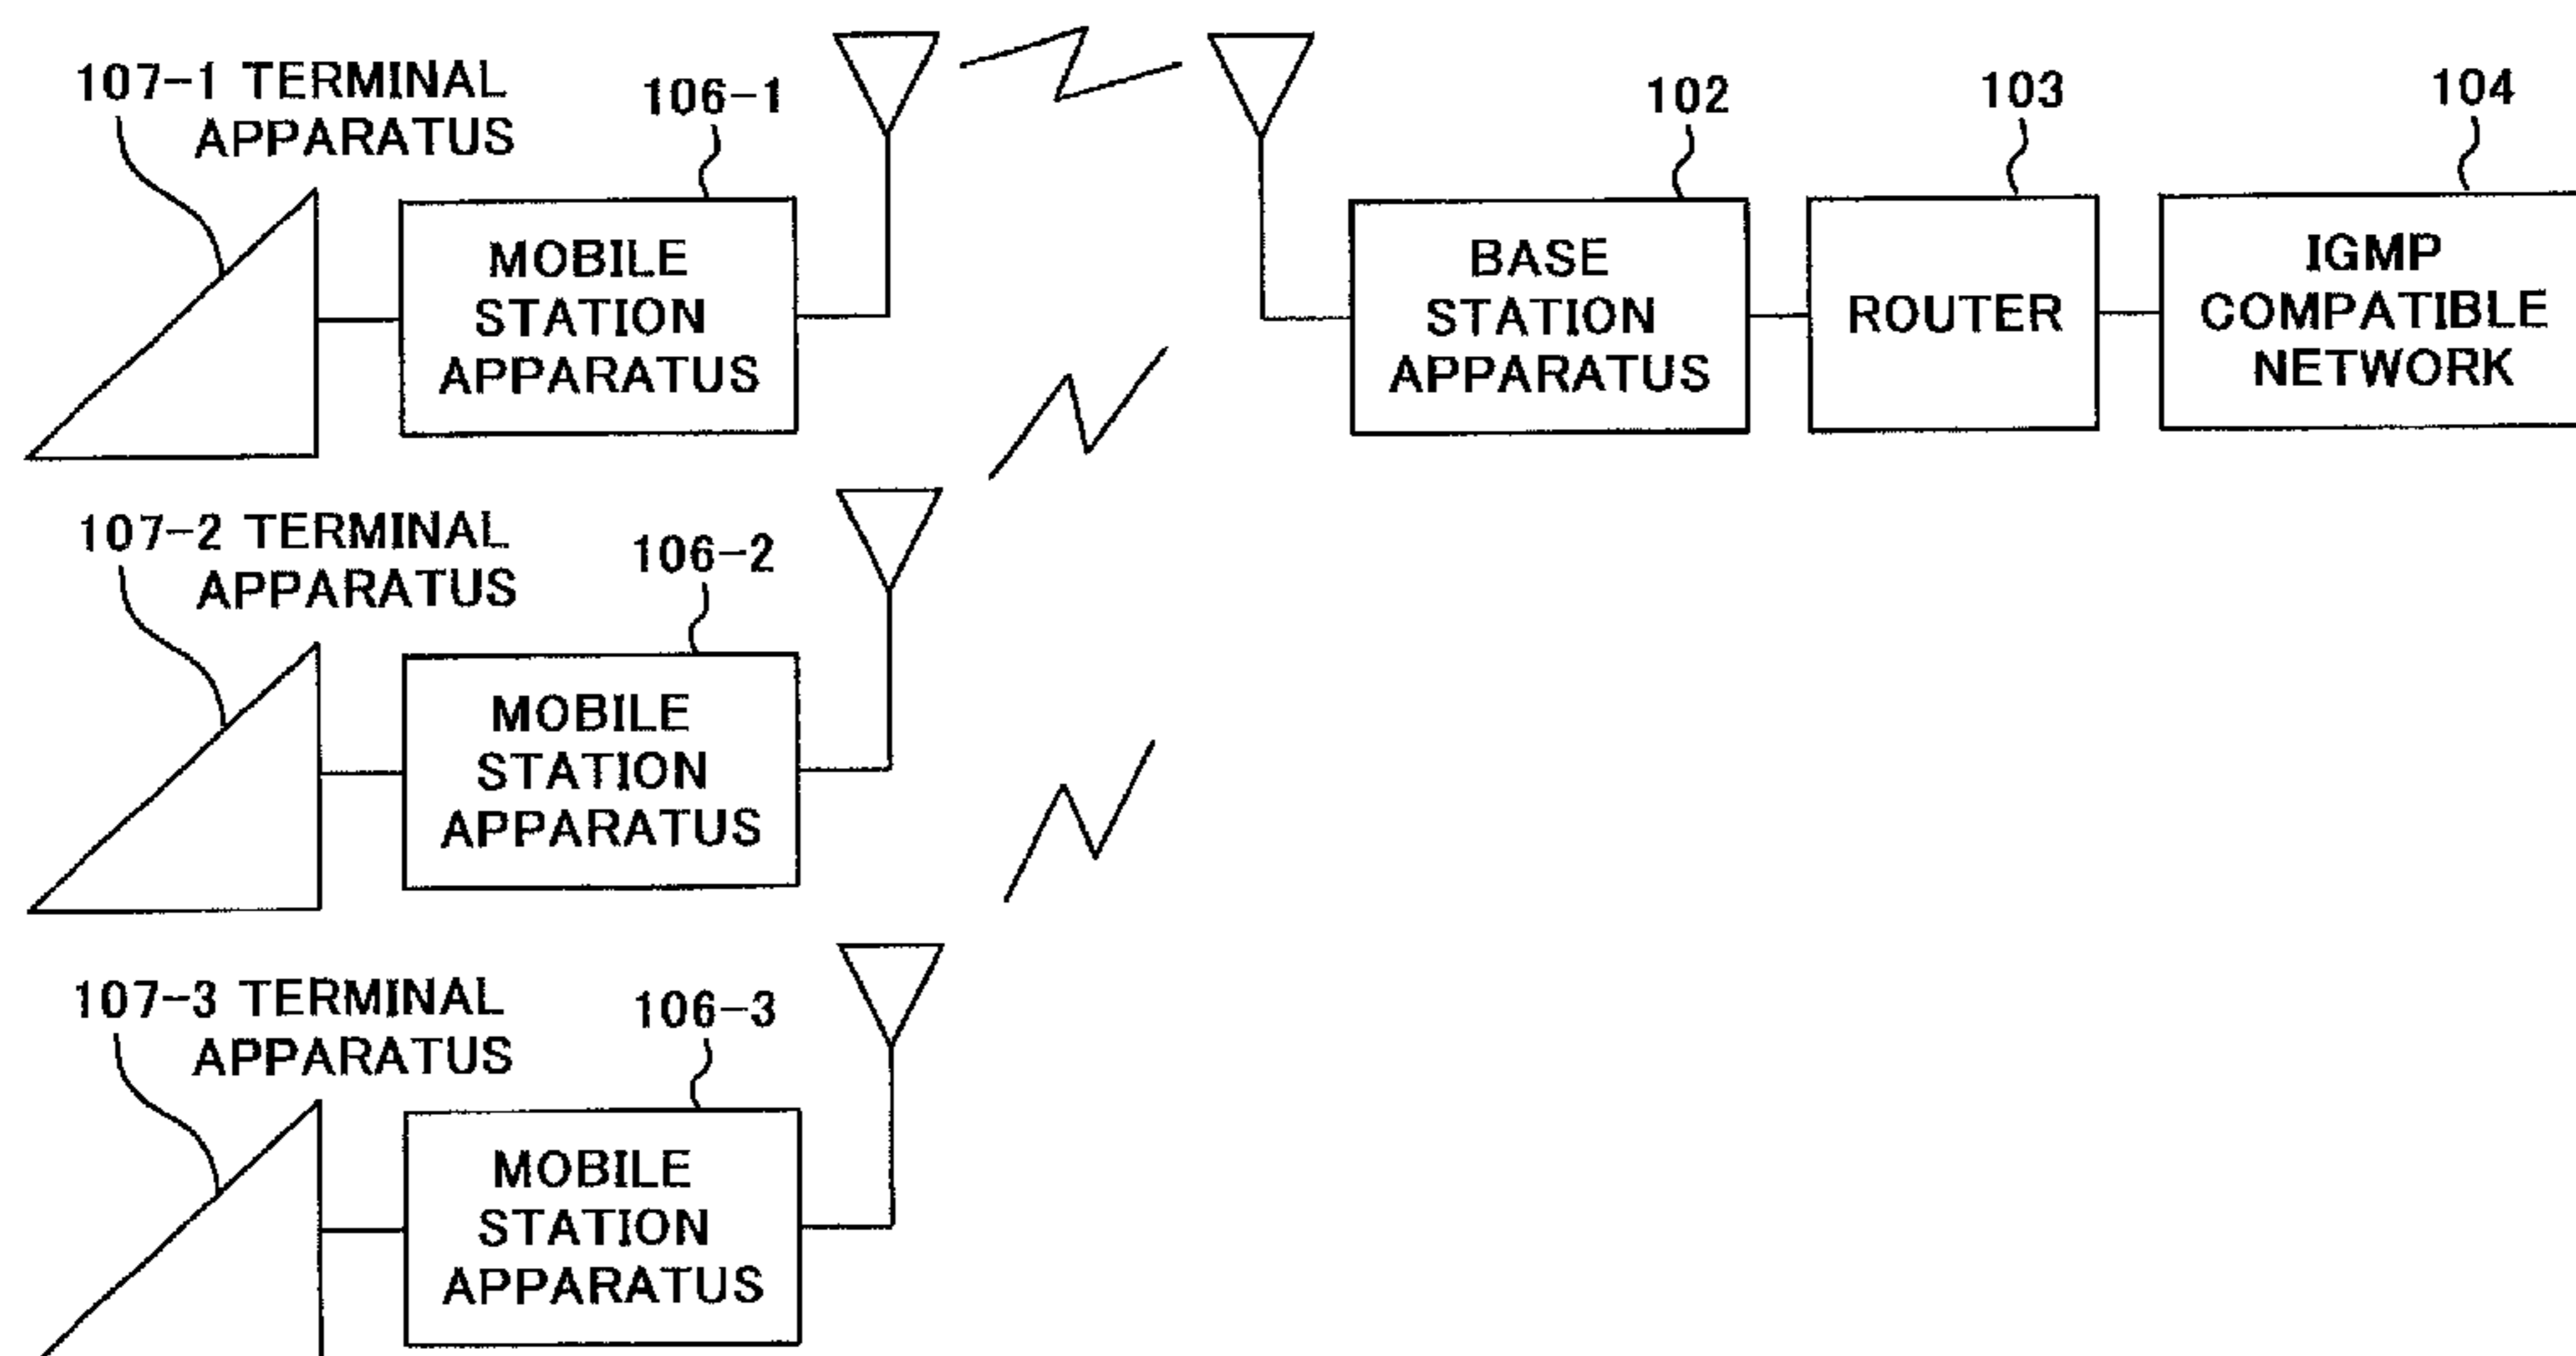 107-1 TERMINAL
APPARATUS
106-1
MOBILE
STATION
APPARATUS
102
BASE
STATION
APPARATUS
103
ROUTER
104
IGMP
COMPATIBLE
NETWORK
107-2 TERMINAL
APPARATUS
106-2
MOBILE
STATION
APPARATUS
107-3 TERMINAL
APPARATUS
106-3
MOBILE
STATION
APPARATUS